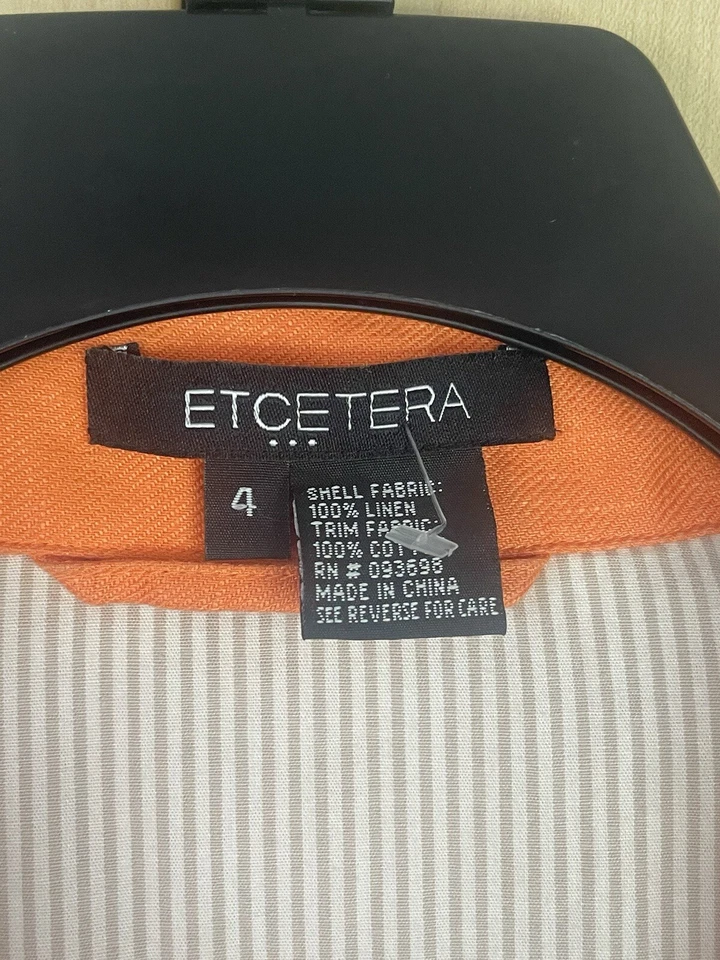 ETCETERA
...
4
SHELL FABRIC:
100% LINEN
TRIM FABRIC:
100%
RN # 093698
MADE IN CHINA
SEE REVERSE FOR CARE